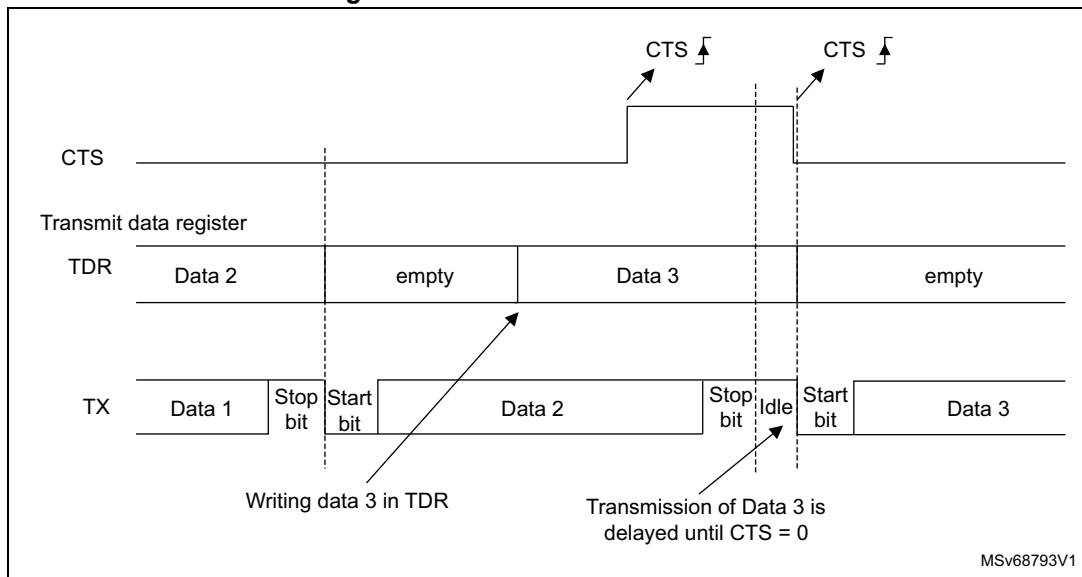 CTS CTS
CTS
Transmit data register
TDR Data 2 empty Data 3 empty
TX Data 1 Stop bit Start bit Data 2 Stop bit Idle Start bit Data 3
Writing data 3 in TDR
Transmission of Data 3 is
delayed until CTS = 0
MSv68793V1